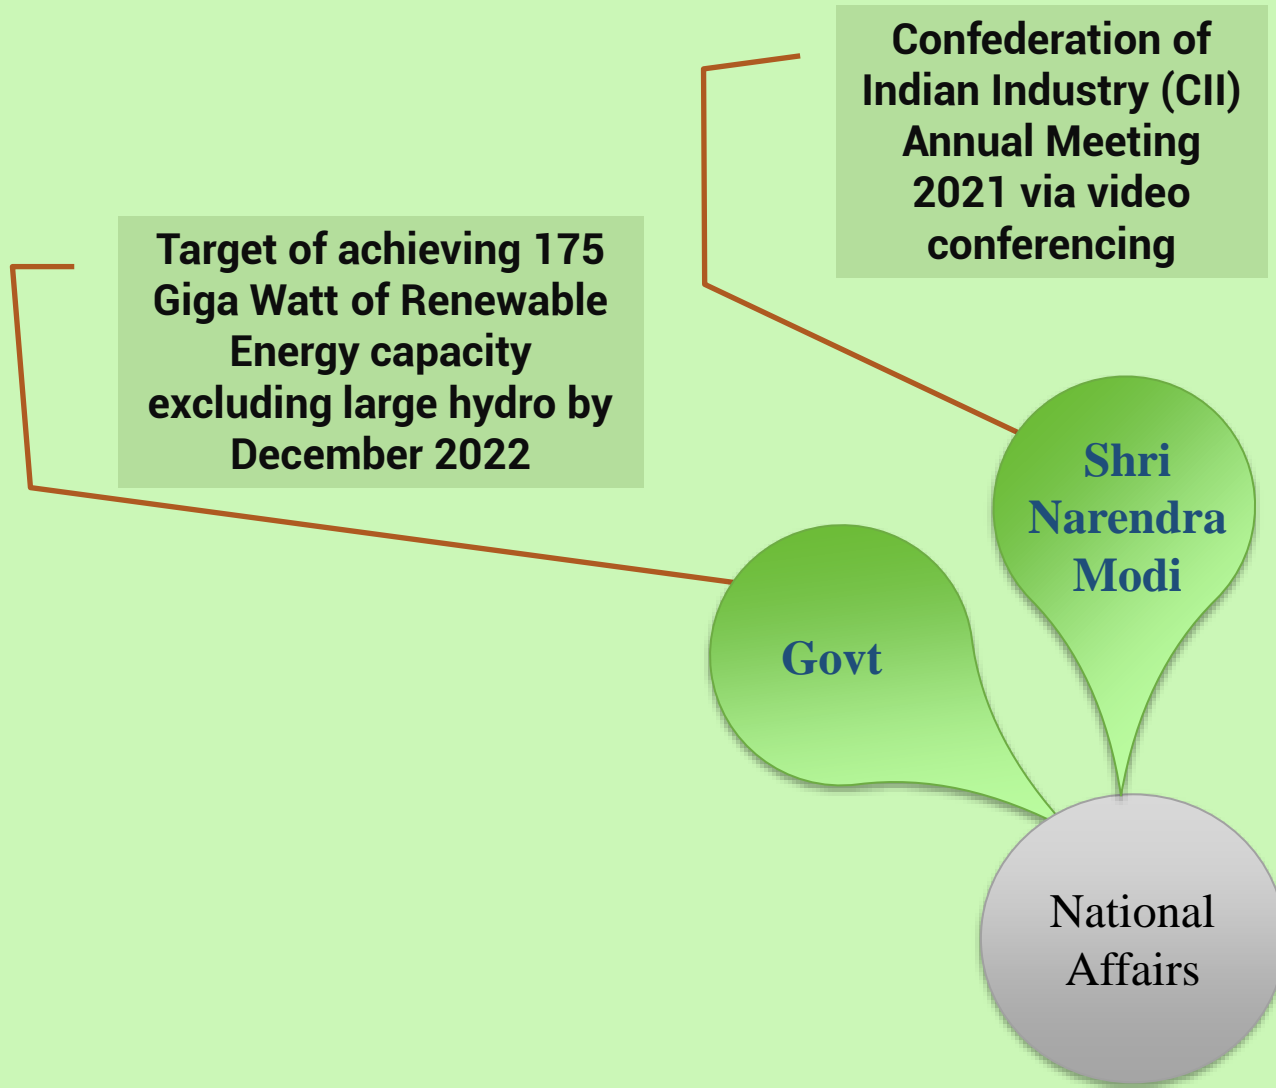 Confederation of
Indian Industry (CII)
Annual Meeting
2021 via video
conferencing
Target of achieving 175
Giga Watt of Renewable
Energy capacity
excluding large hydro by
December 2022
Shri
Narendra
Modi
Govt
National
Affairs